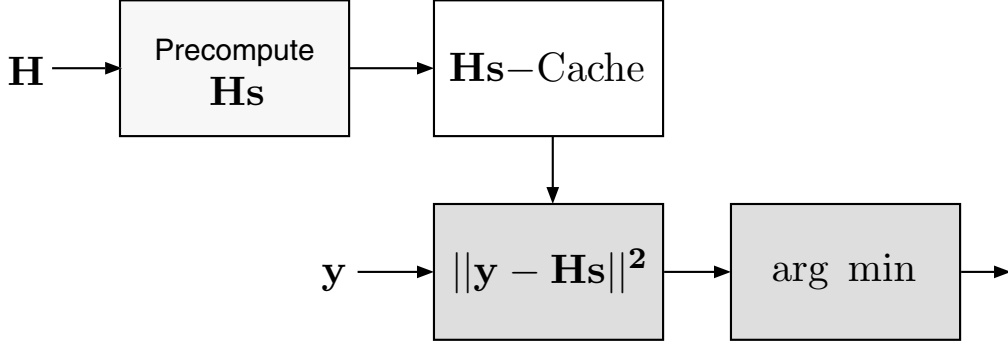 H
Precompute
Hs
Hs−Cache
y
||y − Hs||²
arg min